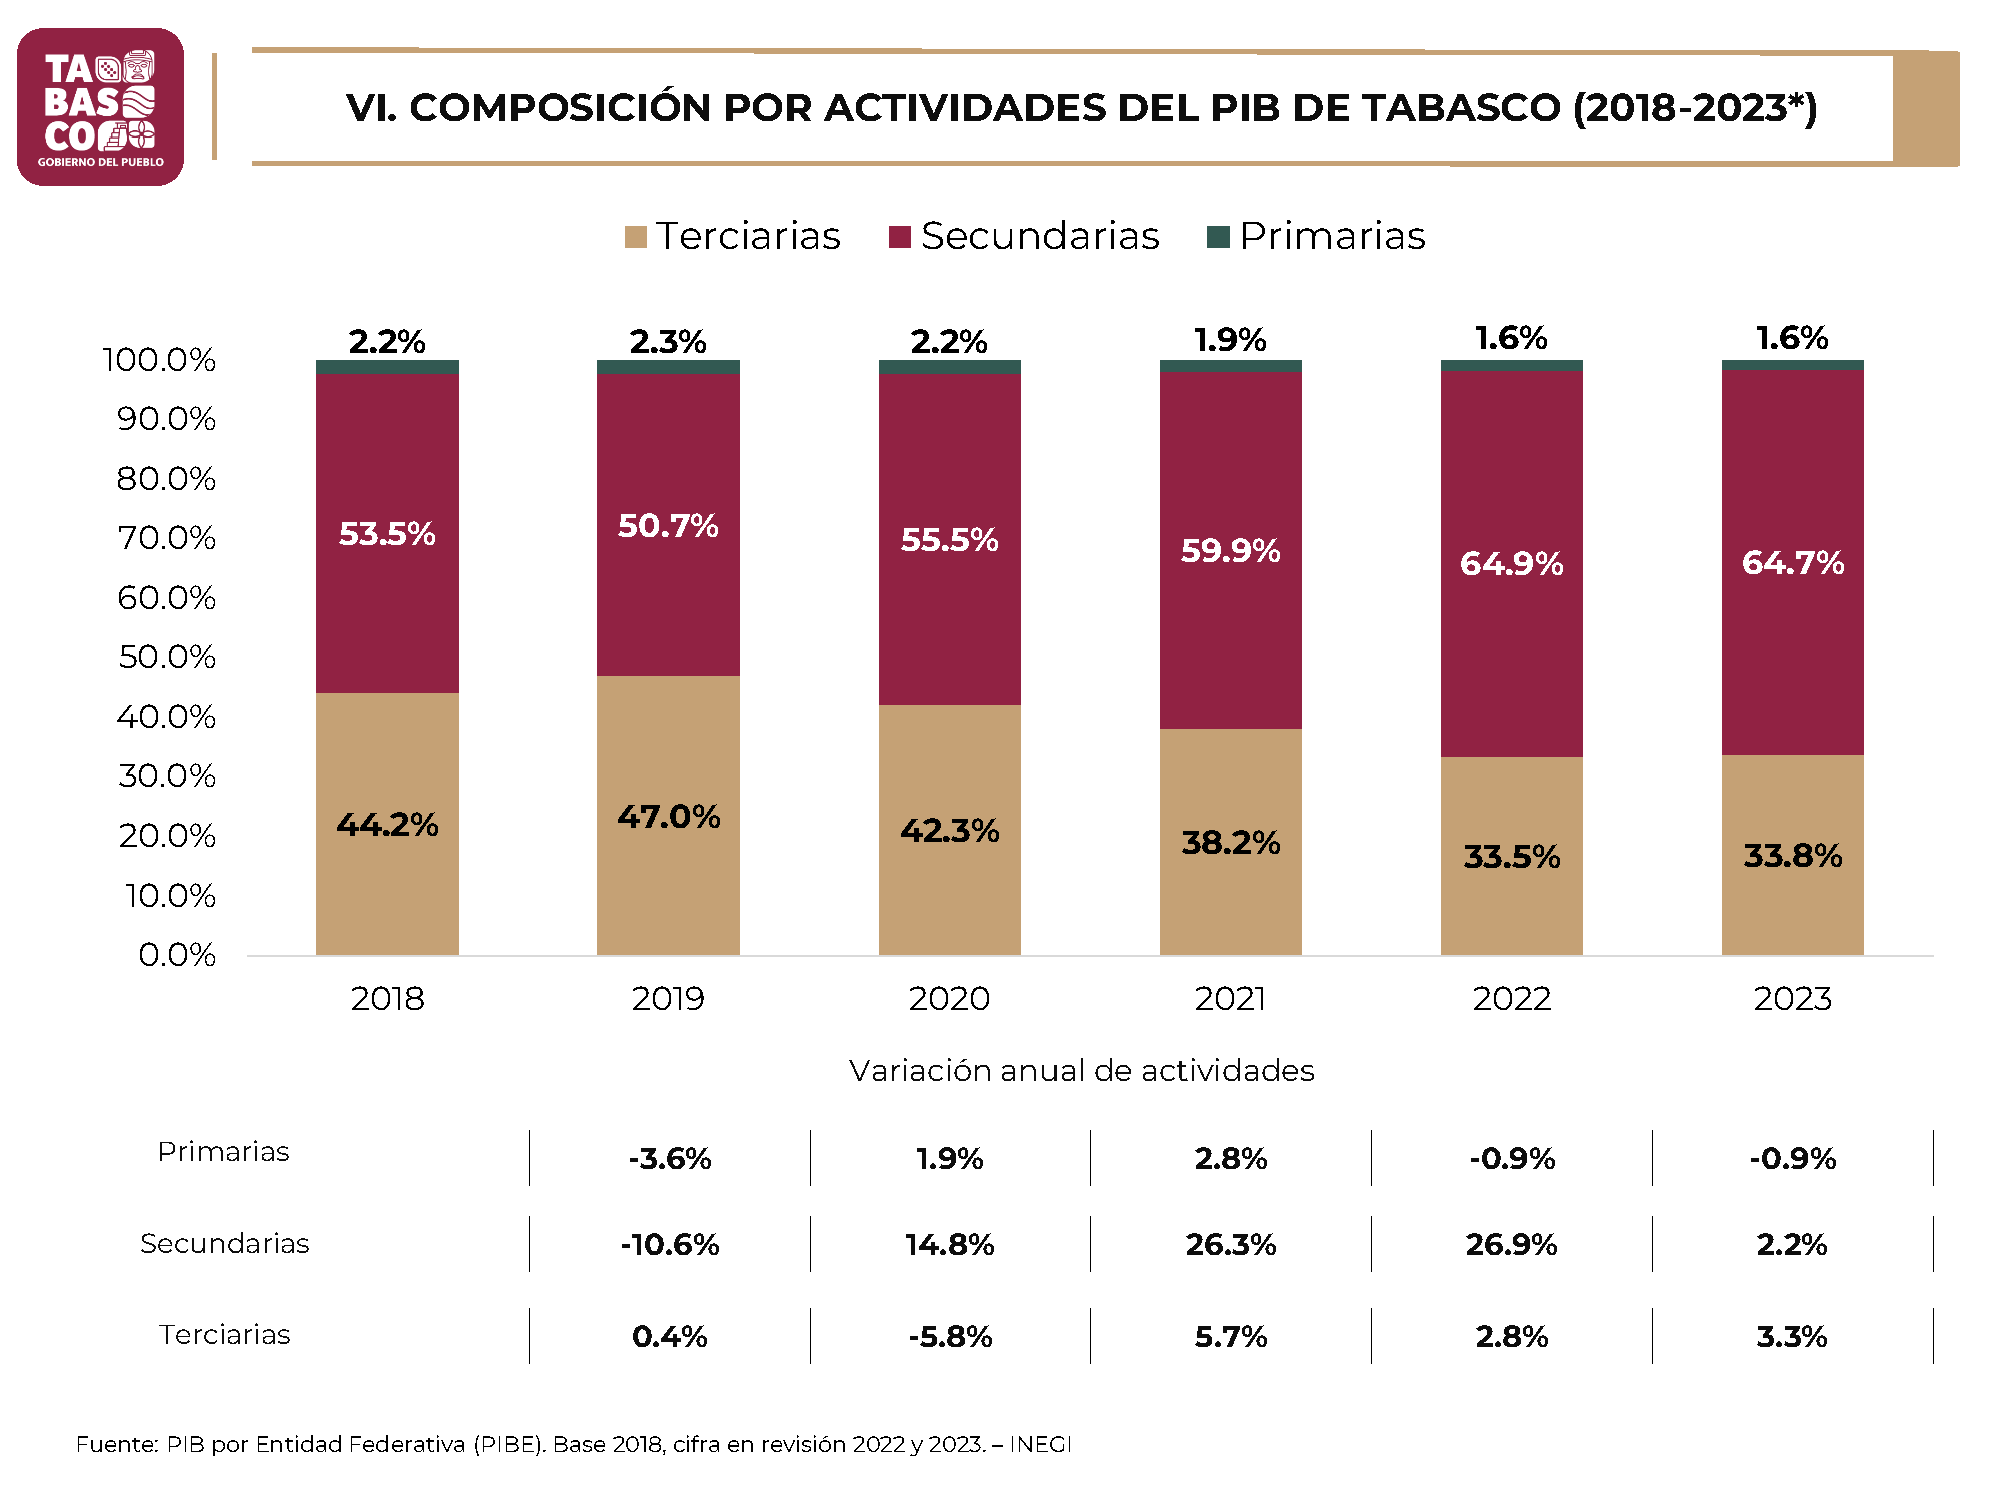 TA
BAS
CO
GOBIERNO DEL PUEBLO
VI. COMPOSICIÓN POR ACTIVIDADES DEL PIB DE TABASCO (2018-2023*)
Terciarias Secundarias Primarias
2.2% 2.3% 2.2% 1.9% 1.6% 1.6%
100.0%
90.0%
80.0%
70.0%
60.0%
50.0%
40.0%
30.0%
20.0%
10.0%
0.0%
53.5% 50.7% 55.5% 59.9% 64.9% 64.7%
44.2% 47.0% 42.3% 38.2% 33.5% 33.8%
2018 2019 2020 2021 2022 2023
Variación anual de actividades
Primarias -3.6% 1.9% 2.8% -0.9% -0.9%
Secundarias -10.6% 14.8% 26.3% 26.9% 2.2%
Terciarias 0.4% -5.8% 5.7% 2.8% 3.3%
Fuente: PIB por Entidad Federativa (PIBE). Base 2018, cifra en revisión 2022 y 2023. – INEGI